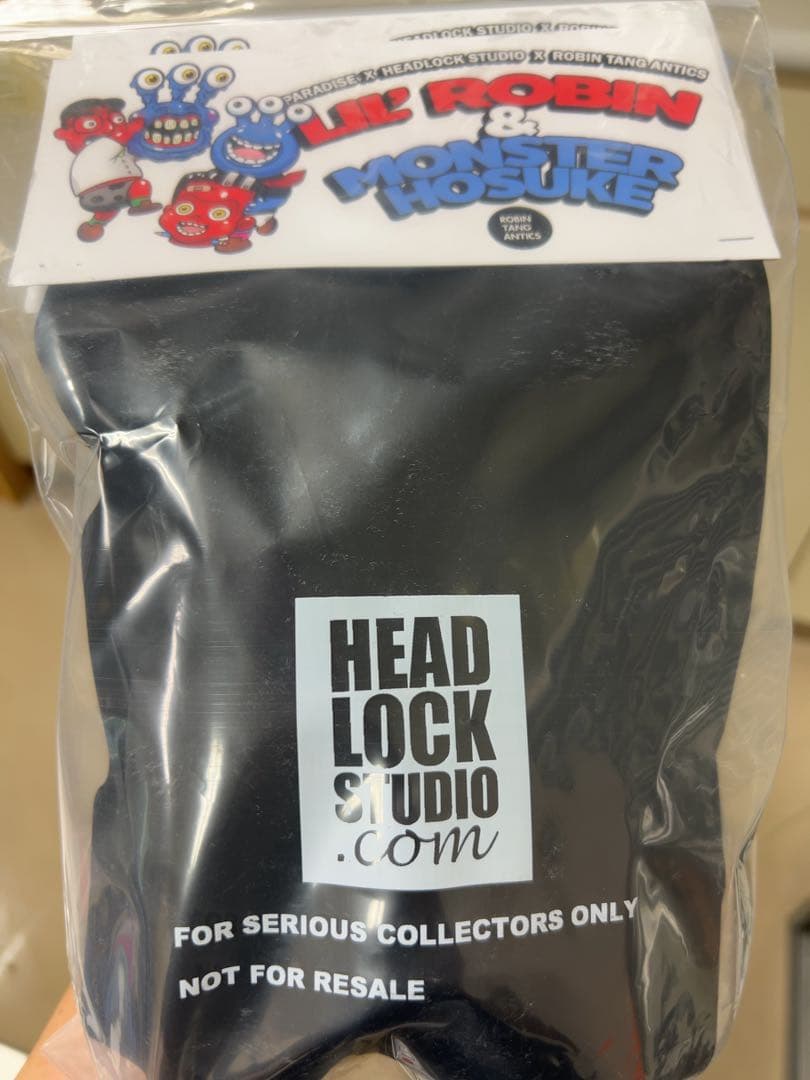 HEADLOCK STUDIO X
PARADISE X HEADLOCK STUDIO X ROBIN TANG ANTICS
LIL' ROBIN
&
MONSTER
HOSUKE
ROBIN
TANG
ANTICS
HEAD
LOCK
STUDIO
.com
FOR SERIOUS COLLECTORS ONLY
NOT FOR RESALE